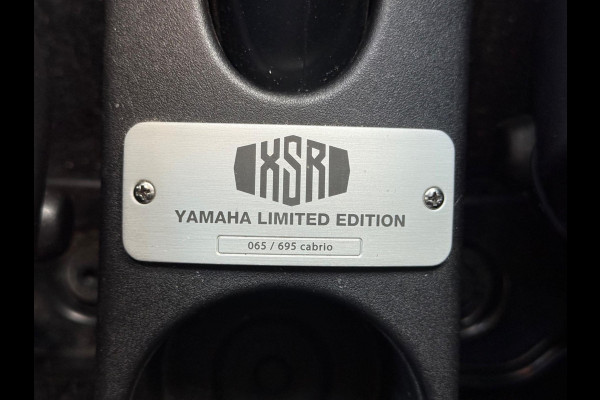 XSR
YAMAHA LIMITED EDITION
065 / 695 cabrio